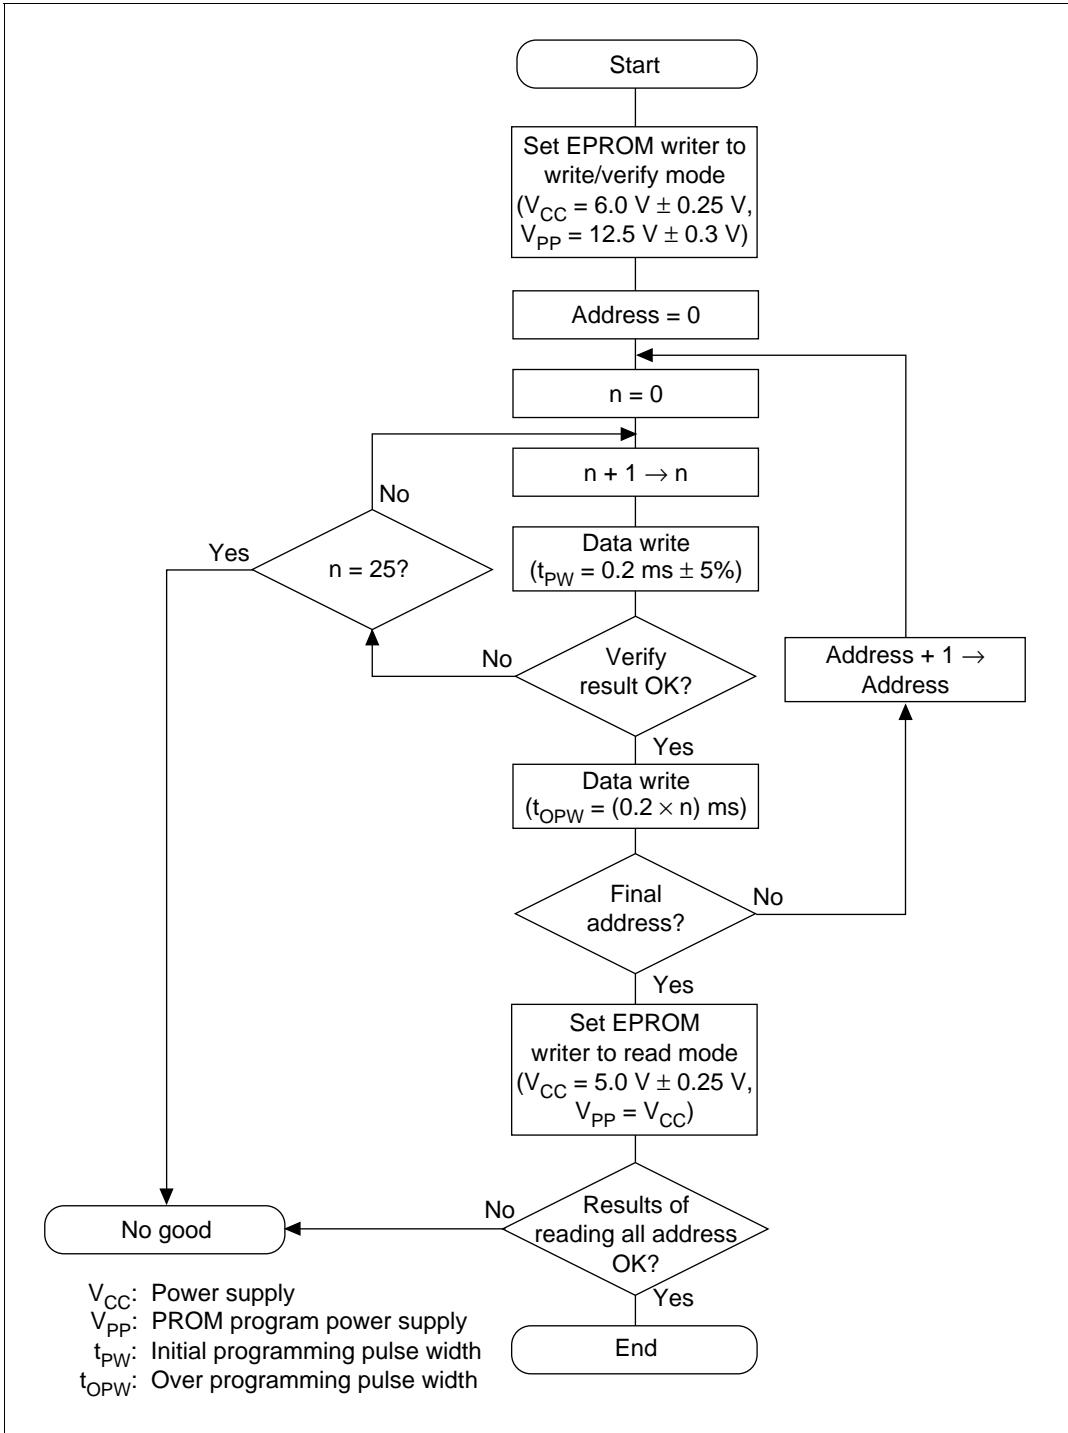 Start
Set EPROM writer to
write/verify mode
(VCC = 6.0 V ± 0.25 V,
VPP = 12.5 V ± 0.3 V)
Address = 0
n = 0
n + 1 → n
No
Data write
(tPW = 0.2 ms ± 5%)
Yes
n = 25?
No
Verify
result OK?
Address + 1 →
Address
Yes
Data write
(tOPW = (0.2 × n) ms)
Final
address?
No
Yes
Set EPROM
writer to read mode
(VCC = 5.0 V ± 0.25 V,
VPP = VCC)
No
Results of
reading all address
OK?
No good
Yes
End
VCC: Power supply
VPP: PROM program power supply
tPW: Initial programming pulse width
tOPW: Over programming pulse width